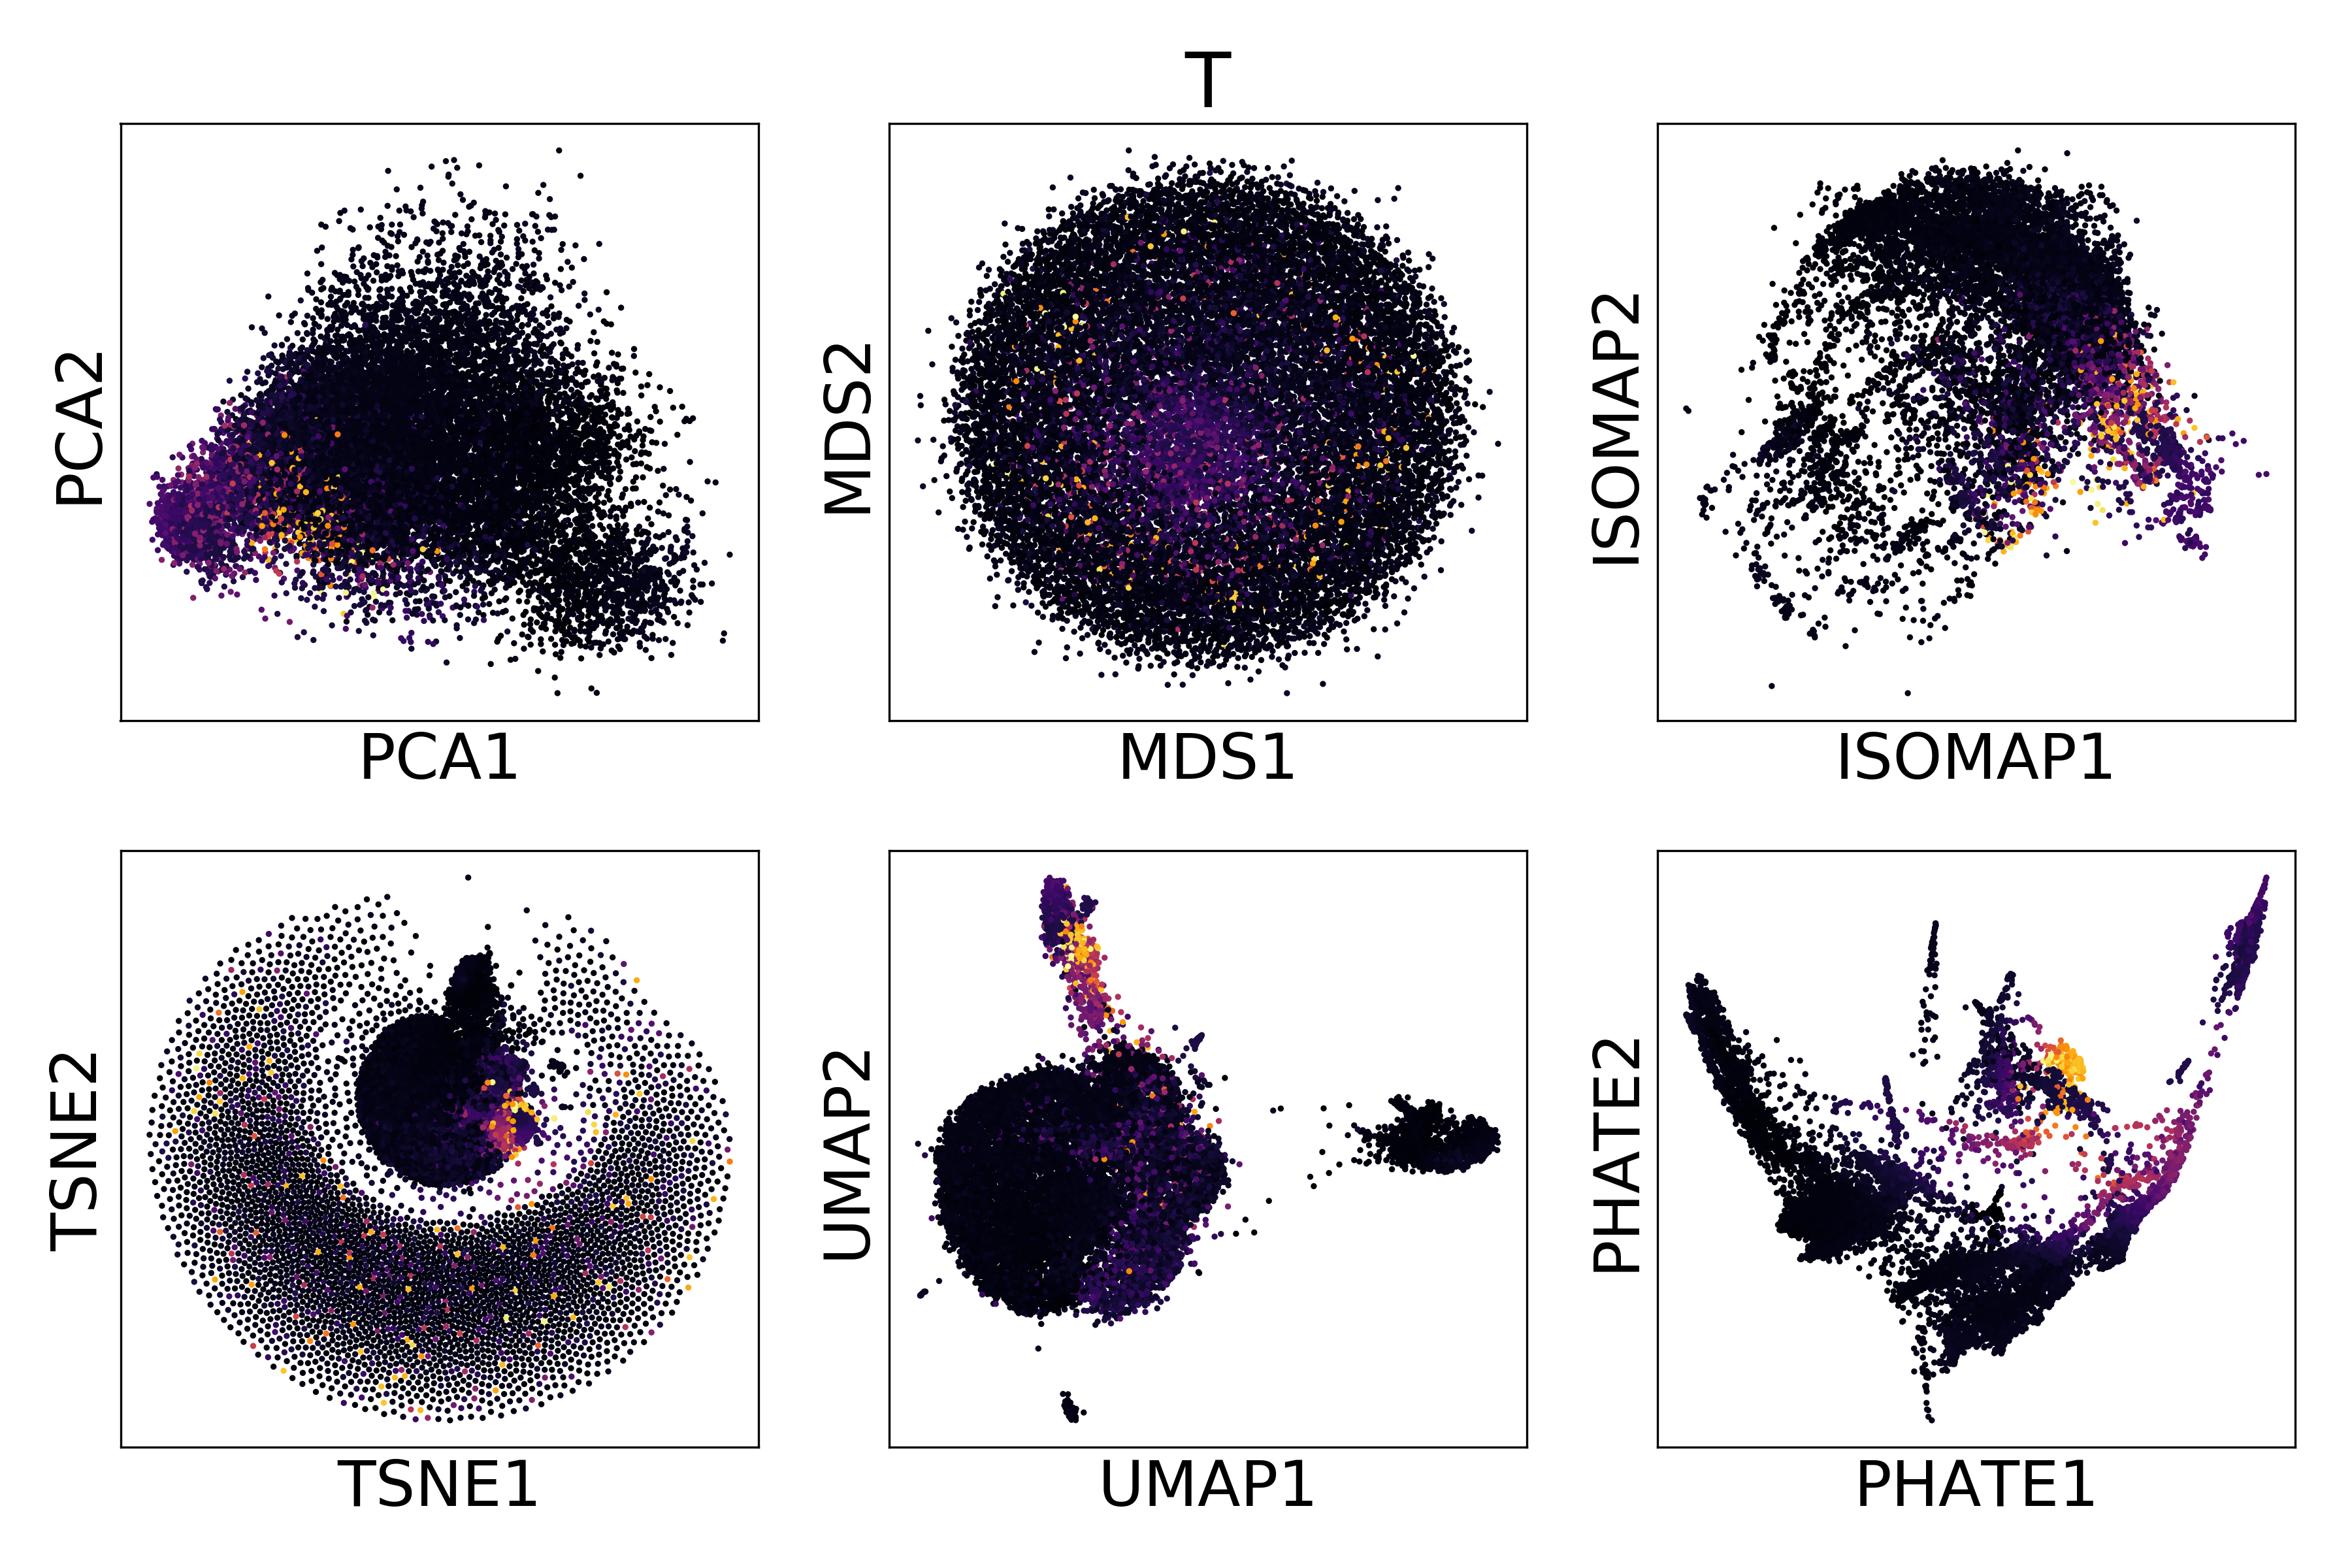 T
PCA2
PCA1
MDS2
MDS1
ISOMAP2
ISOMAP1
TSNE2
TSNE1
UMAP2
UMAP1
PHATE2
PHATE1